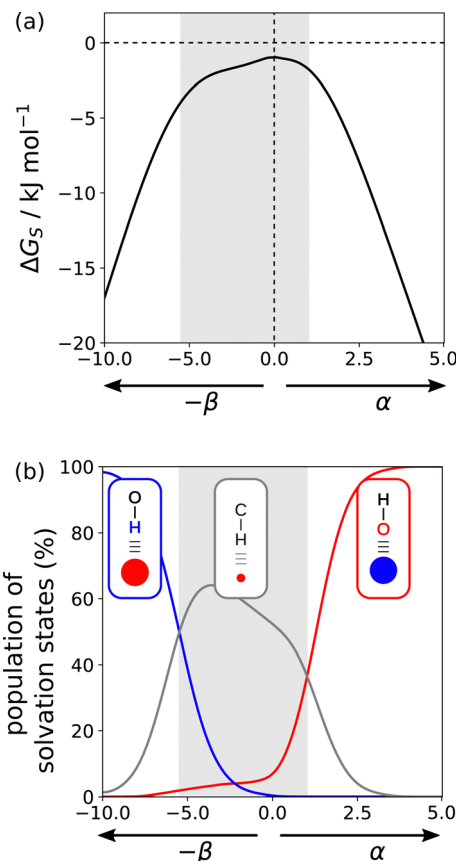 (a)
0
−5
−10
−15
−20
ΔG_S / kJ mol⁻¹
−10.0 −5.0 0.0 2.5 5.0
−β α
(b)
100
80
60
40
20
0
population of
solvation states (%)
O
H
C
H
H
O
−10.0 −5.0 0.0 2.5 5.0
−β α